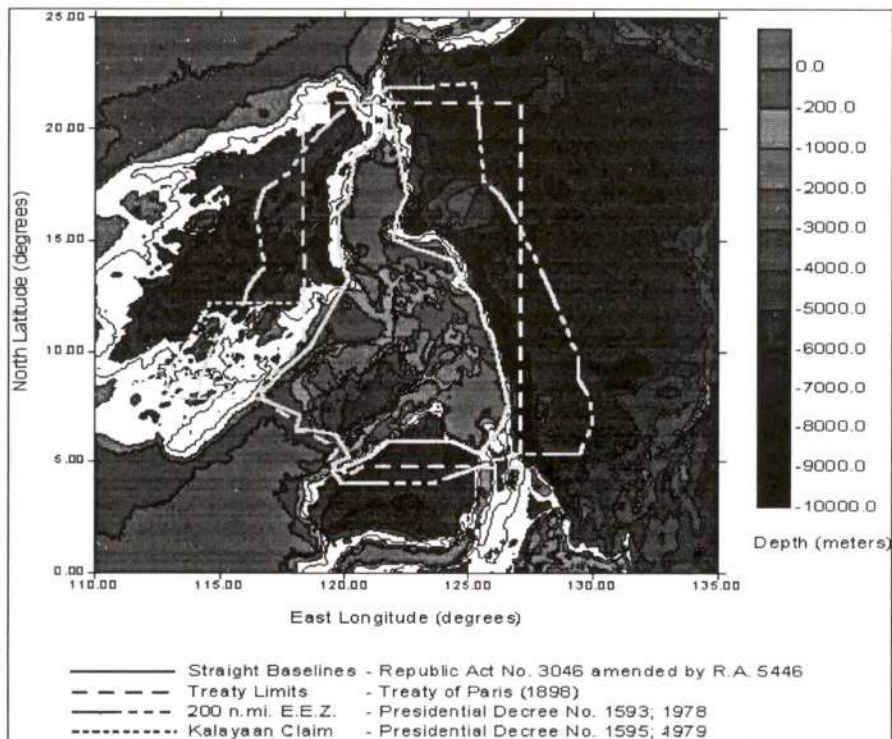 25.00
20.00
15.00
10.00
5.00
0.00
North Latitude (degrees)
110.00 115.00 120.00 125.00 130.00 135.00
East Longitude (degrees)
0.0
-200.0
-1000.0
-2000.0
-3000.0
-4000.0
-5000.0
-6000.0
-7000.0
-8000.0
-9000.0
-10000.0
Depth (meters)
Straight Baselines - Republic Act No. 3046 amended by R.A. 5446
Treaty Limits - Treaty of Paris (1898)
200 n.mi. E.E.Z. - Presidential Decree No. 1593; 1978
Kalayaan Claim - Presidential Decree No. 1595; 1979